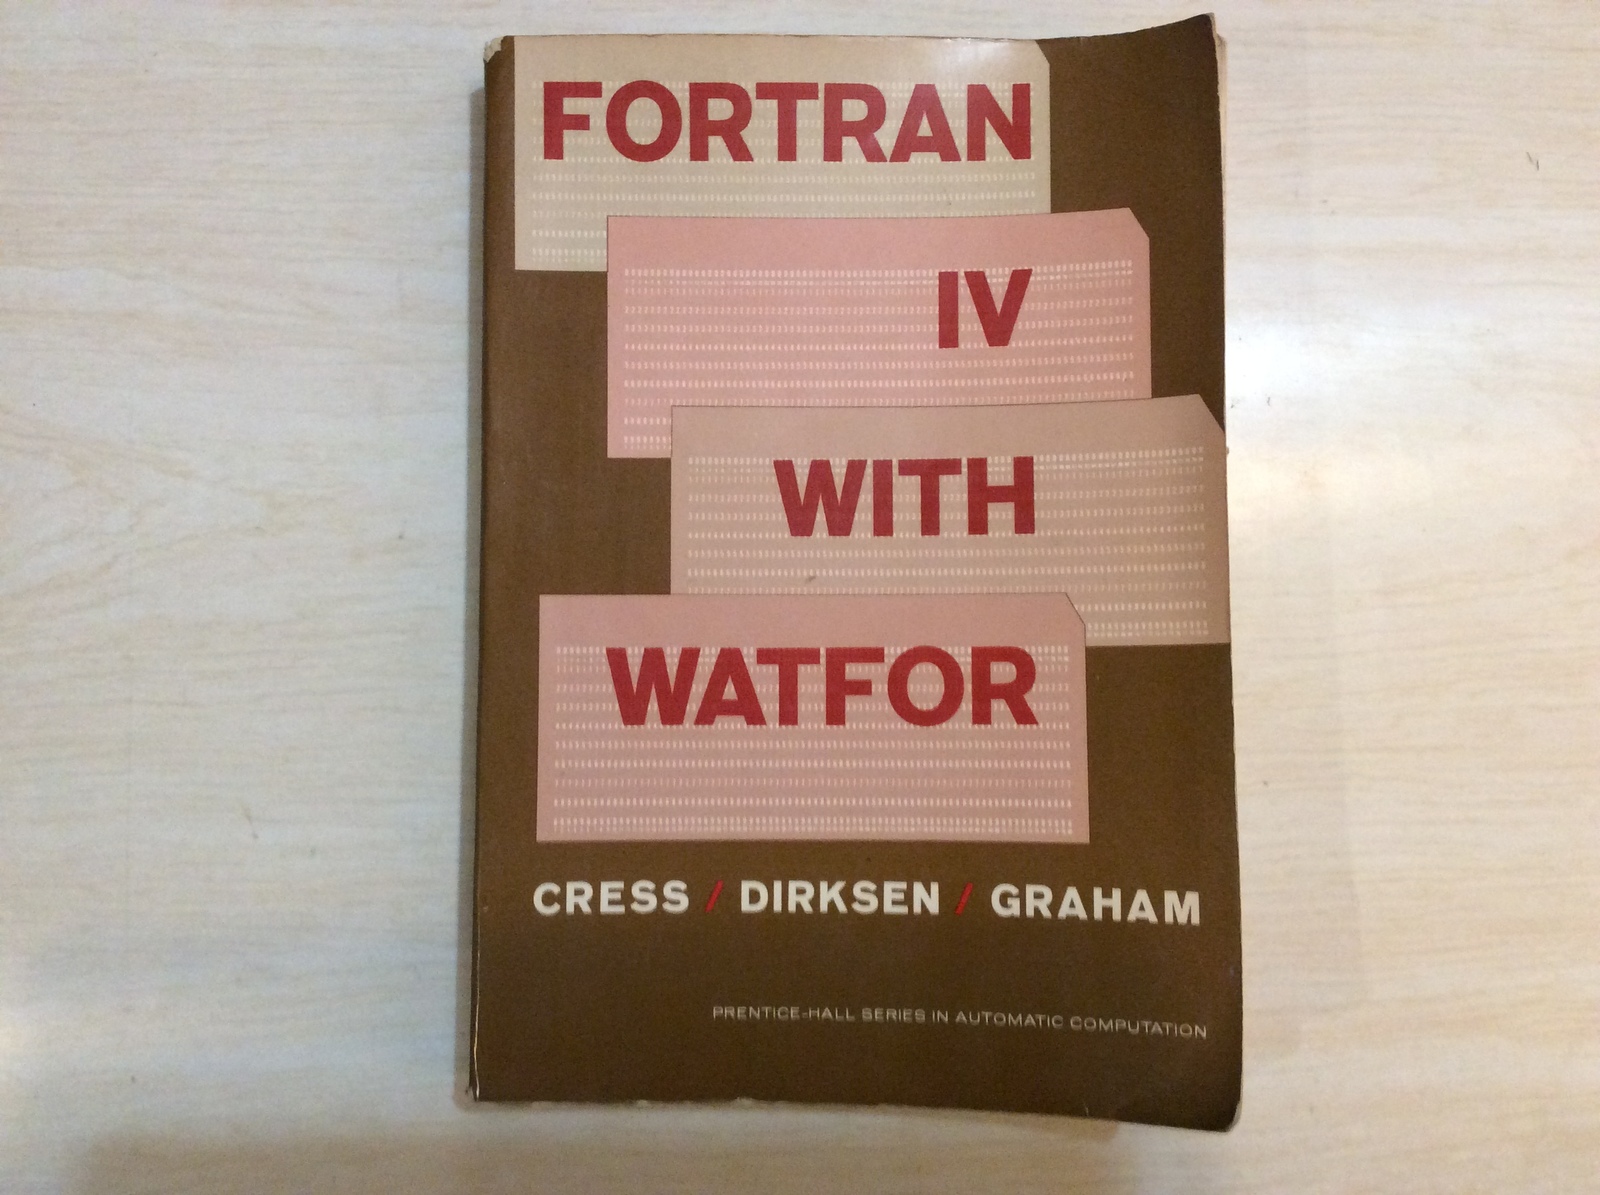 FORTRAN
IV
WITH
WATFOR
CRESS / DIRKSEN / GRAHAM
PRENTICE-HALL SERIES IN AUTOMATIC COMPUTATION